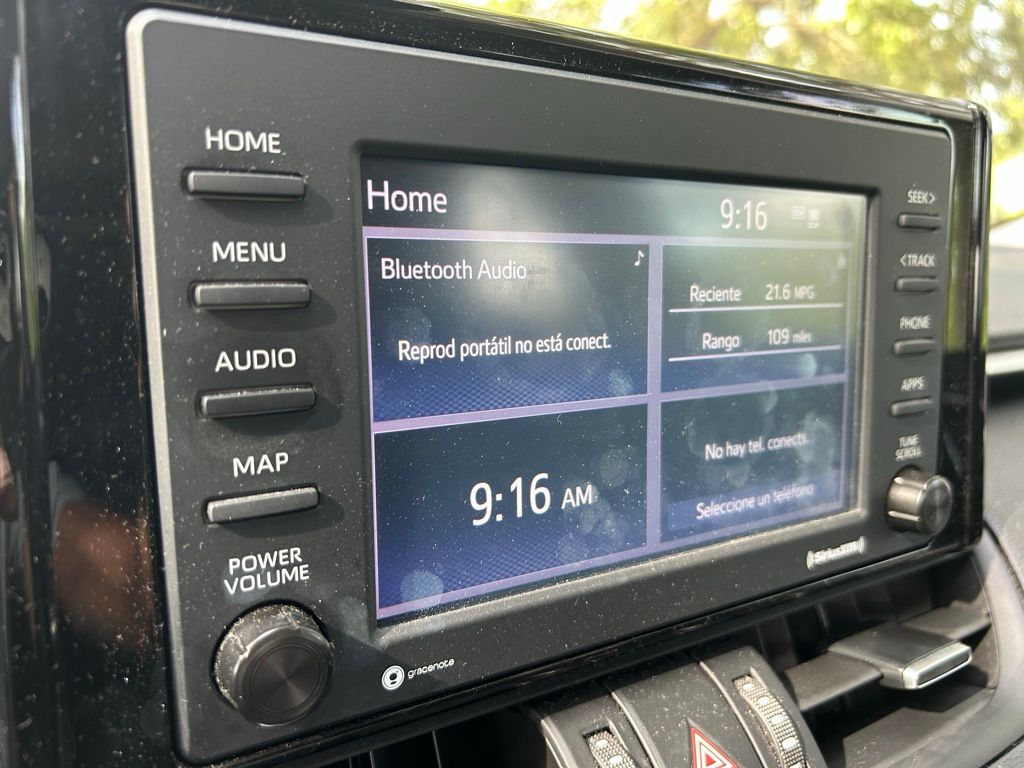 HOME
MENU
AUDIO
MAP
POWER
VOLUME
Home
9:16
Bluetooth Audio
Reprod portátil no está conect.
Reciente 21.6 MPG
Rango 109 miles
9:16 AM
No hay tel. conects.
Seleccione un teléfono
SEEK>
<TRACK
PHONE
APPS
TUNE
SCROLL
gracenote
SiriusXM